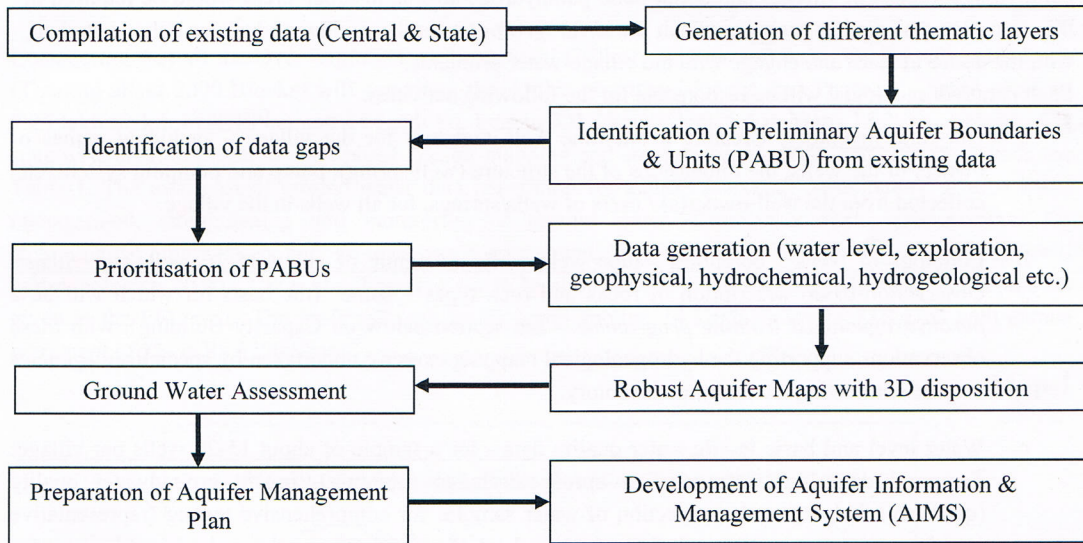 Compilation of existing data (Central & State)
Generation of different thematic layers
Identification of Preliminary Aquifer Boundaries
& Units (PABU) from existing data
Identification of data gaps
Prioritisation of PABUs
Data generation (water level, exploration,
geophysical, hydrochemical, hydrogeological etc.)
Robust Aquifer Maps with 3D disposition
Ground Water Assessment
Preparation of Aquifer Management
Plan
Development of Aquifer Information &
Management System (AIMS)